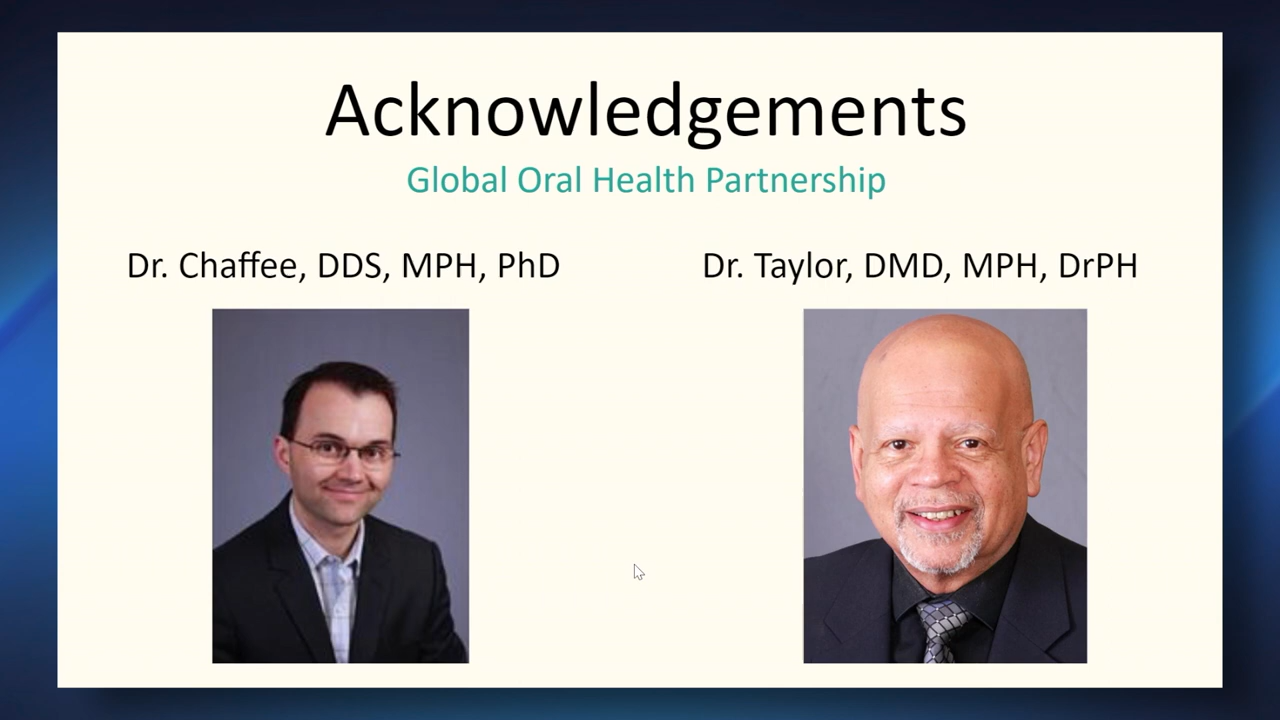 Acknowledgements
Global Oral Health Partnership
Dr. Chaffee, DDS, MPH, PhD
Dr. Taylor, DMD, MPH, DrPH